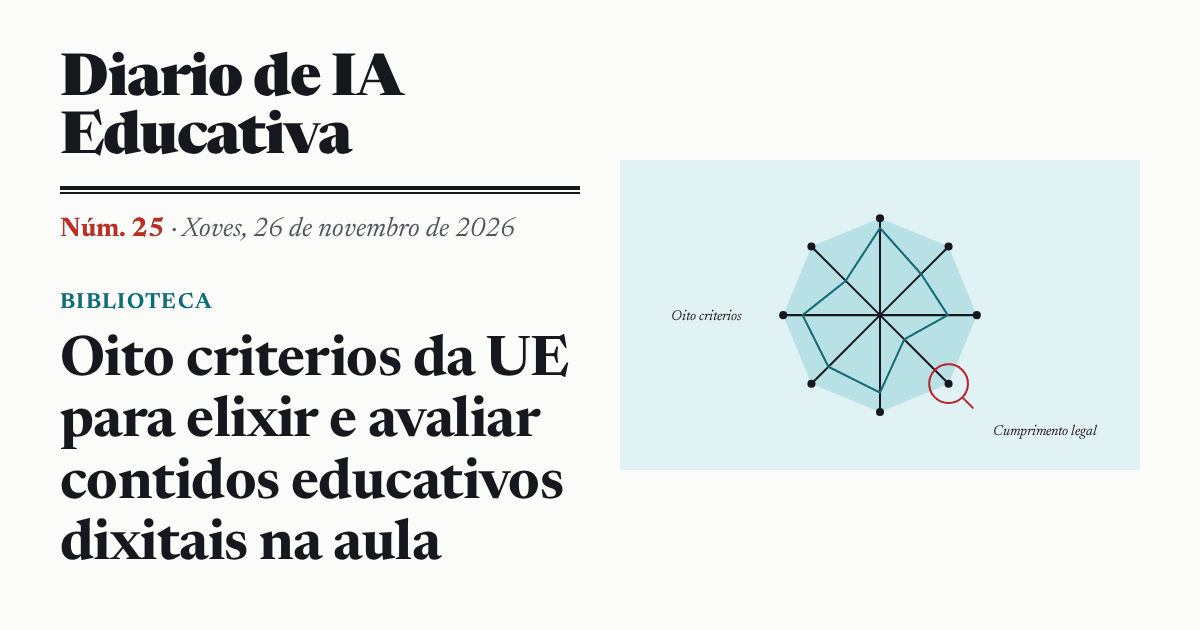 Diario de IA
Educativa
Núm. 25 · Xoves, 26 de novembro de 2026
BIBLIOTECA
Oito criterios da UE
para elixir e avaliar
contidos educativos
dixitais na aula
Oito criterios
Cumprimento legal